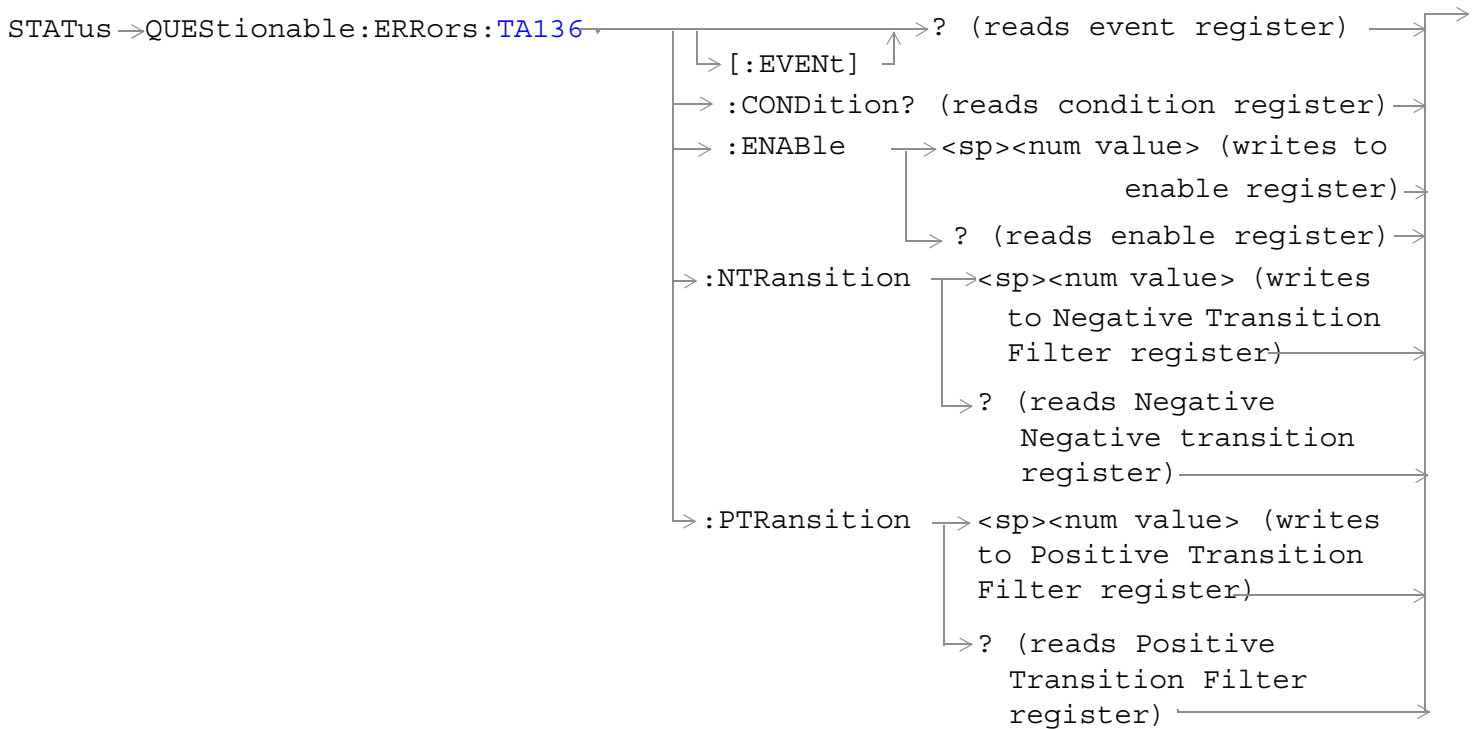 STATus QUEStionable:ERRors:TA136 ? (reads event register)
[:EVENt]
:CONDition? (reads condition register)
:ENABle <sp><num value> (writes to
enable register)
? (reads enable register)
:NTRansition <sp><num value> (writes
to Negative Transition
Filter register)
? (reads Negative
Negative transition
register)
:PTRansition <sp><num value> (writes
to Positive Transition
Filter register)
? (reads Positive
Transition Filter
register)